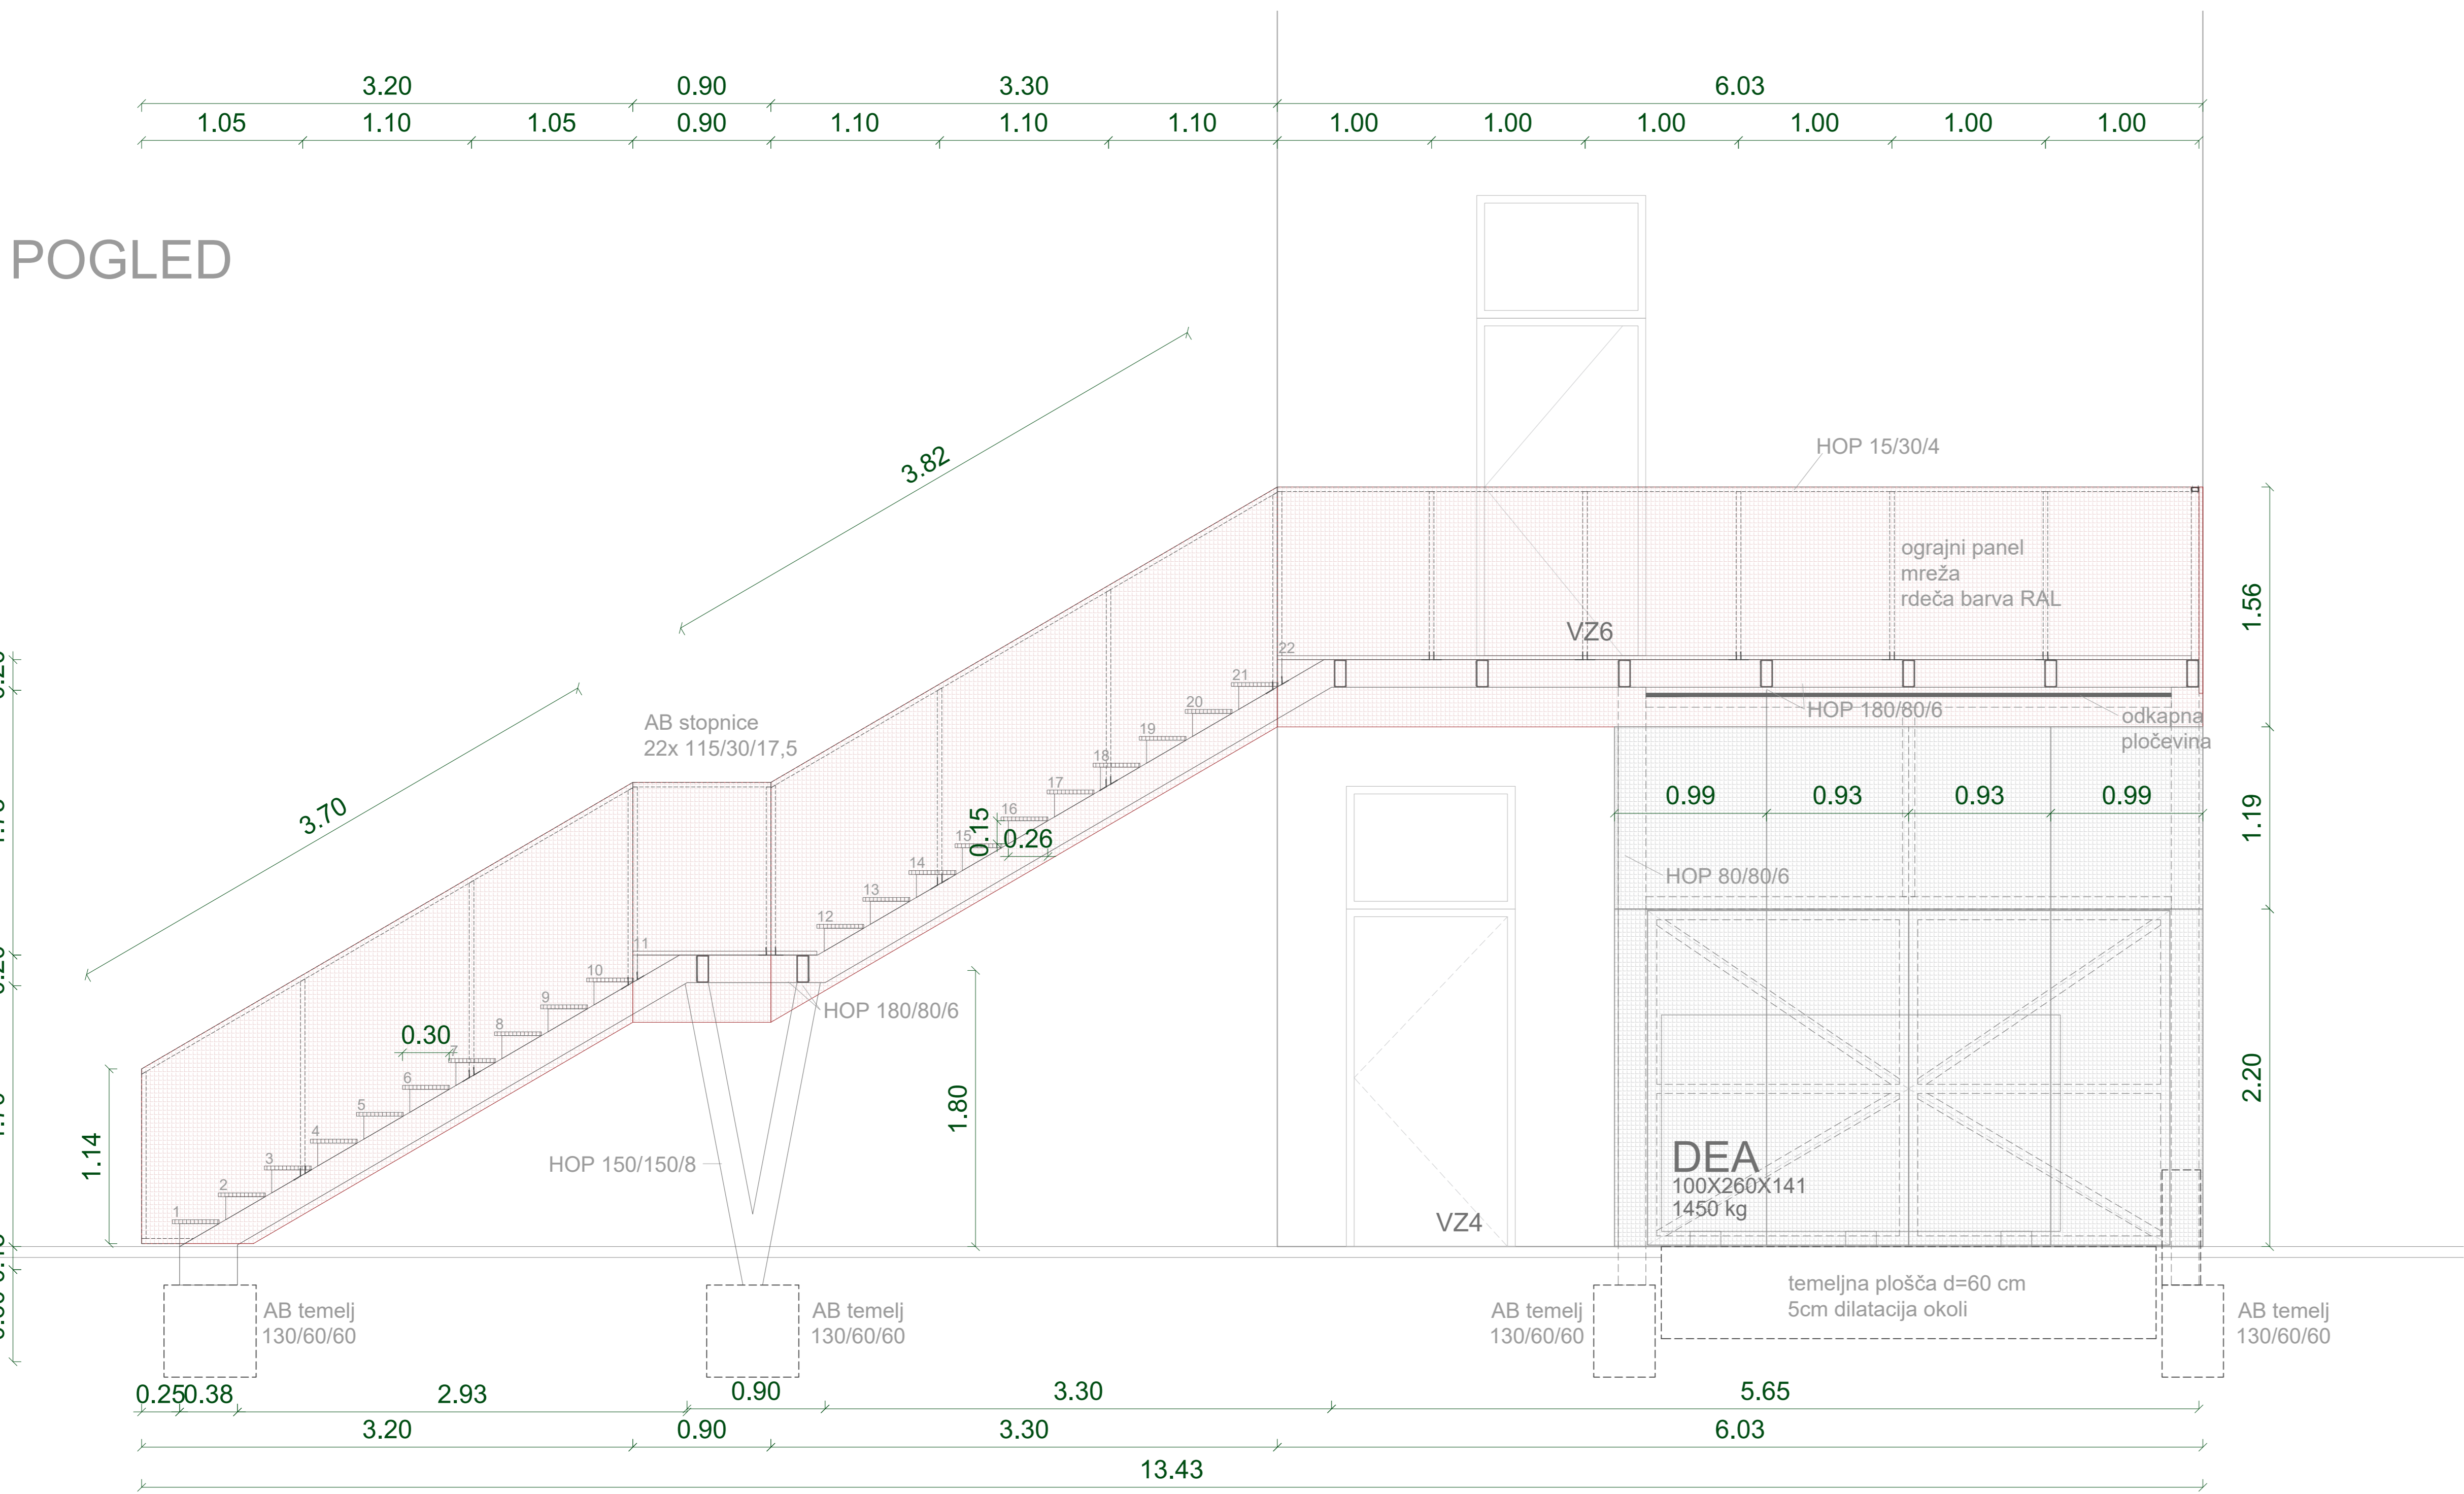 3.20 0.90 3.30 6.03
1.05 1.10 1.05 0.90 1.10 1.10 1.10 1.00 1.00 1.00 1.00 1.00 1.00
POGLED
3.82
HOP 15/30/4
ograjni panel
mreža
rdeča barva RAL
1.56
VZ6
22
21
20
19
18
17
16
15
14
13
12
11
10
9
8
7
6
5
4
3
2
1
AB stopnice
22x 115/30/17,5
HOP 180/80/6
odkapna
pločevina
3.70
0.15
0.26
0.99 0.93 0.93 0.99
1.19
HOP 80/80/6
HOP 180/80/6
0.30
1.80
1.14
2.20
HOP 150/150/8
DEA
100X260X141
1450 kg
VZ4
AB temelj
130/60/60
AB temelj
130/60/60
AB temelj
130/60/60
temeljna plošča d=60 cm
5cm dilatacija okoli
AB temelj
130/60/60
0.25 0.38 2.93 0.90 3.30 5.65
3.20 0.90 3.30 6.03
13.43